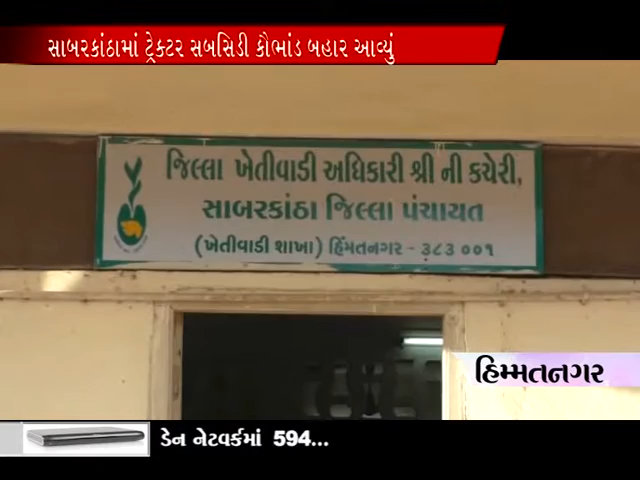 સાબરકાંઠામાં ટ્રેક્ટર સબસિડી કૌભાંડ બહાર આવ્યું
જિલ્લા ખેતીવાડી અધિકારી શ્રી ની કચેરી,
સાબરકાંઠા જિલ્લા પંચાયત
(ખેતીવાડી શાખા) હિંમતનગર - ૩૮૩ ૦૦૧
હિમ્મતનગર
ડેન નેટવર્કમાં 594...